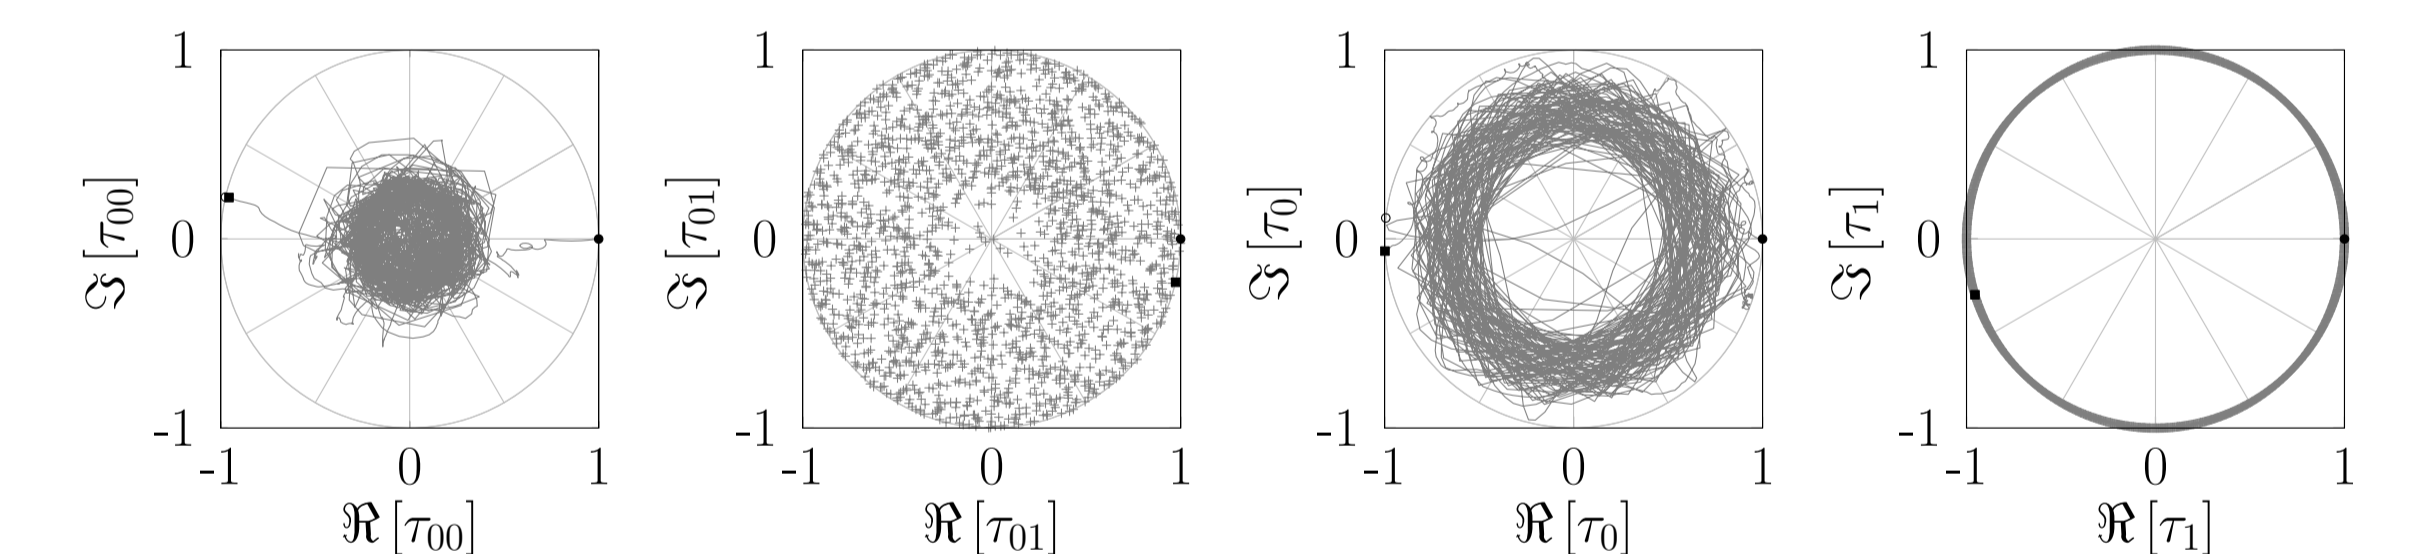 1 1 1 1
ℑ [τ00] ℑ [τ01] ℑ [τ0] ℑ [τ1]
0 0 0 0
-1 -1 -1 -1
-1 0 1 -1 0 1 -1 0 1 -1 0 1
ℜ [τ00] ℜ [τ01] ℜ [τ0] ℜ [τ1]